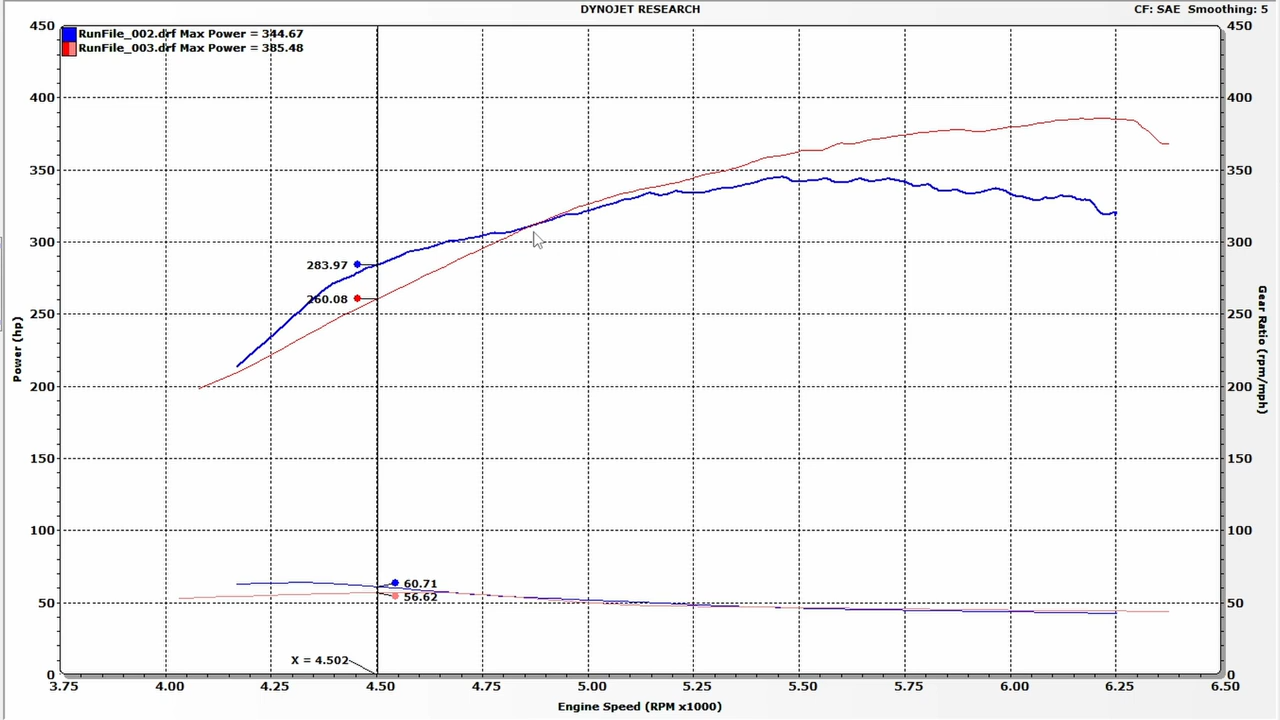 DYNOJET RESEARCH
CF: SAE Smoothing: 5
RunFile_002.drf Max Power = 344.67
RunFile_003.drf Max Power = 385.48
450
400
350
300
250
200
150
100
50
0
Power (hp)
450
400
350
300
250
200
150
100
50
0
Gear Ratio (rpm/mph)
283.97
260.08
60.71
56.62
X = 4.502
3.75 4.00 4.25 4.50 4.75 5.00 5.25 5.50 5.75 6.00 6.25 6.50
Engine Speed (RPM x1000)